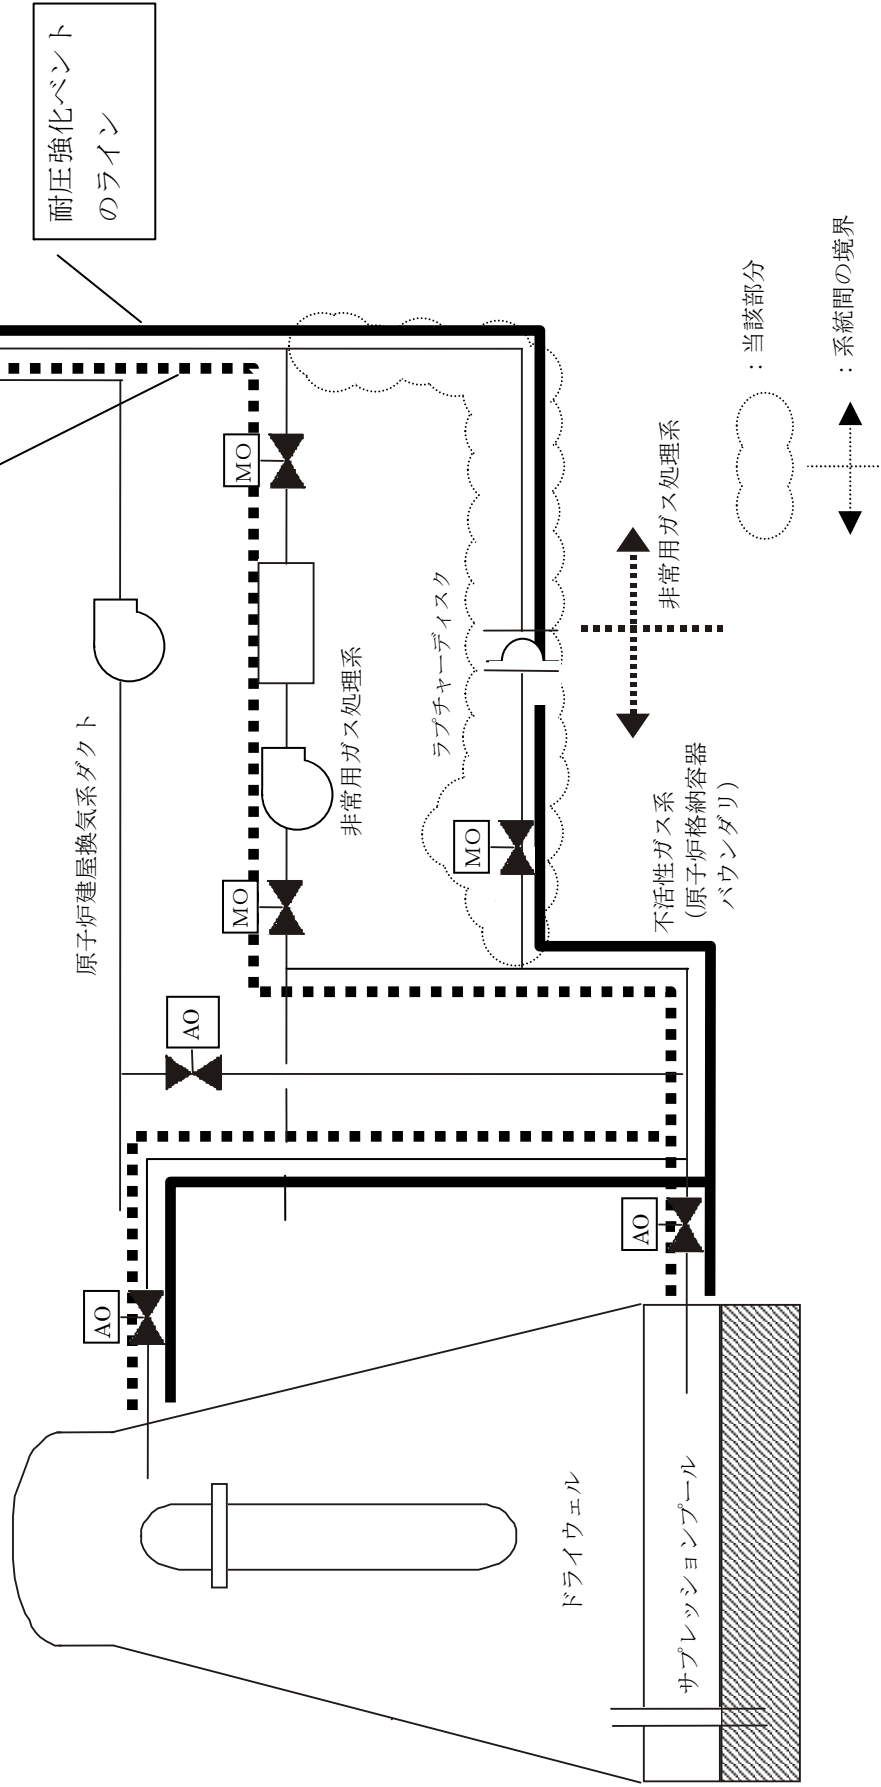 耐圧強化ベント
のライン
原子炉建屋換気系ダクト
AO
AO
MO
MO
非常用ガス処理系
ラプチャーディスク
MO
AO
ドライウェル
サプレッションプール
不活性ガス系
(原子炉格納容器
バウンダリ)
非常用ガス処理系
：当該部分
：系統間の境界